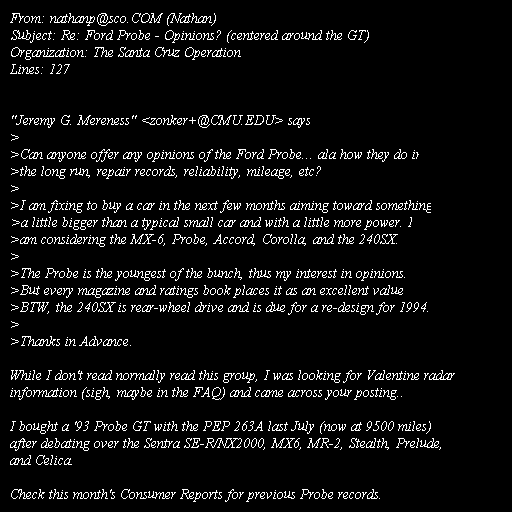 From: nathanp@sco.COM (Nathan)
Subject: Re: Ford Probe - Opinions? (centered around the GT)
Organization: The Santa Cruz Operation
Lines: 127

"Jeremy G. Mereness" <zonker+@CMU.EDU> says
>
>Can anyone offer any opinions of the Ford Probe... ala how they do in
>the long run, repair records, reliability, mileage, etc?
>
>I am fixing to buy a car in the next few months aiming toward something
>a little bigger than a typical small car and with a little more power. I
>am considering the MX-6, Probe, Accord, Corolla, and the 240SX.
>
>The Probe is the youngest of the bunch, thus my interest in opinions.
>But every magazine and ratings book places it as an excellent value
>BTW, the 240SX is rear-wheel drive and is due for a re-design for 1994.
>
>Thanks in Advance.

While I don't read normally read this group, I was looking for Valentine radar
information (sigh, maybe in the FAQ) and came across your posting..

I bought a '93 Probe GT with the PEP 263A last July (now at 9500 miles)
after debating over the Sentra SE-R/NX2000, MX6, MR-2, Stealth, Prelude,
and Celica.

Check this month's Consumer Reports for previous Probe records.